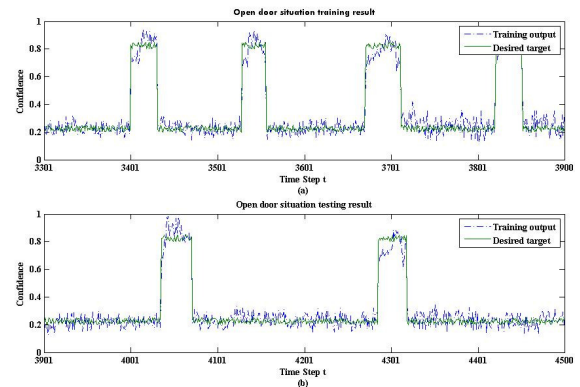 Open door situation training result
1
0.8
0.6
0.4
0.2
0
Confidence
Training output
Desired target
3301 3401 3501 3601 3701 3801 3900
Time Step t
(a)
Open door situation testing result
1
0.8
0.6
0.4
0.2
0
Confidence
Training output
Desired target
3901 4001 4101 4201 4301 4401 4500
Time Step t
(b)